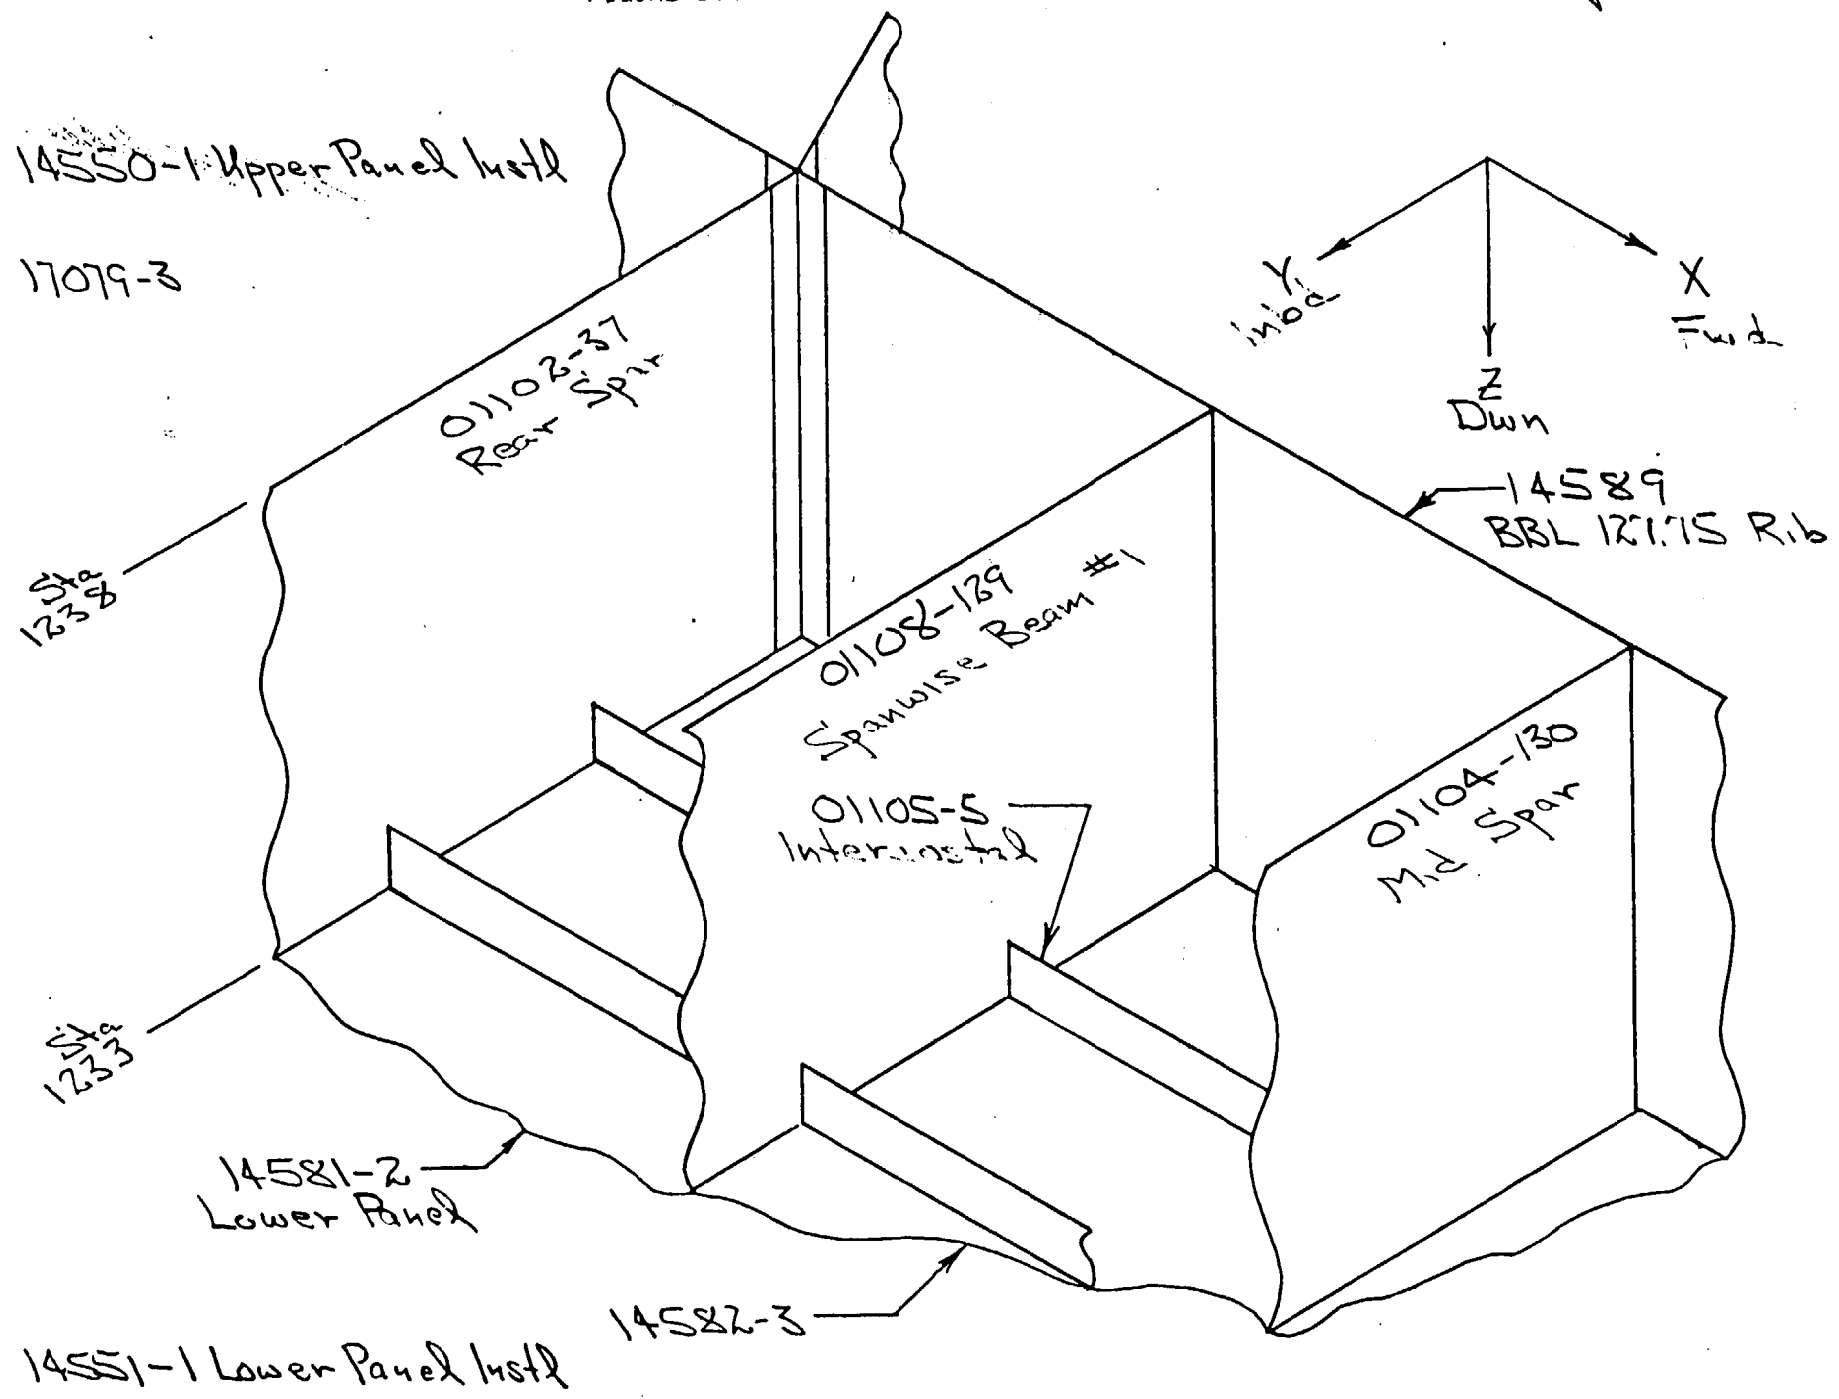 14550-1 Upper Panel Instl
17079-3
01102-37
Rear Spar
Y
inbd
X
Fwd
Z
Dwn
14589
BBL 127.75 Rib
Sta
1238
01108-129
Spanwise Beam #1
01105-5
Intercostal
01104-130
Mid Spar
Sta
1233
14581-2
Lower Panel
14582-3
14551-1 Lower Panel Instl